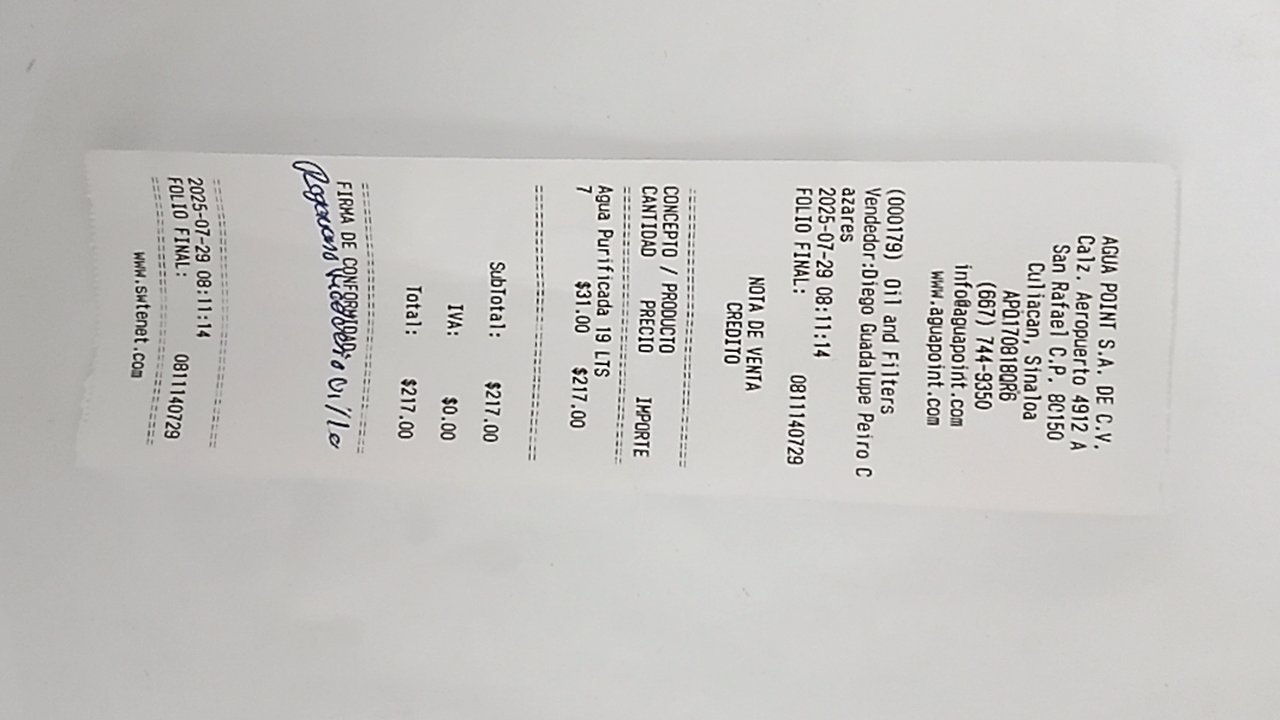 AGUA POINT S.A. DE C.V.
Calz. Aeropuerto 4912 A
San Rafael C.P. 80150
Culiacan, Sinaloa
APO170818QR6
(667) 744-9350
info@aguapoint.com
www.aguapoint.com
(000179) Oil and Filters
Vendedor:Diego Guadalupe Peiro C
azares
2025-07-29 08:11:14
FOLIO FINAL: 0811140729
NOTA DE VENTA
CREDITO
================================
CONCEPTO / PRODUCTO
CANTIDAD PRECIO IMPORTE
================================
Agua Purificada 19 LTS
7 $31.00 $217.00
================================
SubTotal: $217.00
IVA: $0.00
Total: $217.00
================================
FIRMA DE CONFORMIDAD
Villa
================================
2025-07-29 08:11:14
FOLIO FINAL: 0811140729
================================
www.swtenet.com